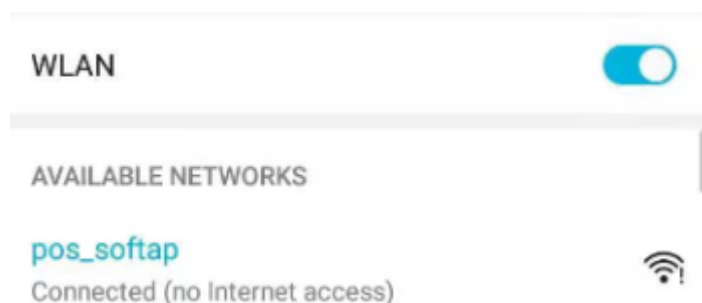 WLAN
AVAILABLE NETWORKS
pos_softap
Connected (no Internet access)